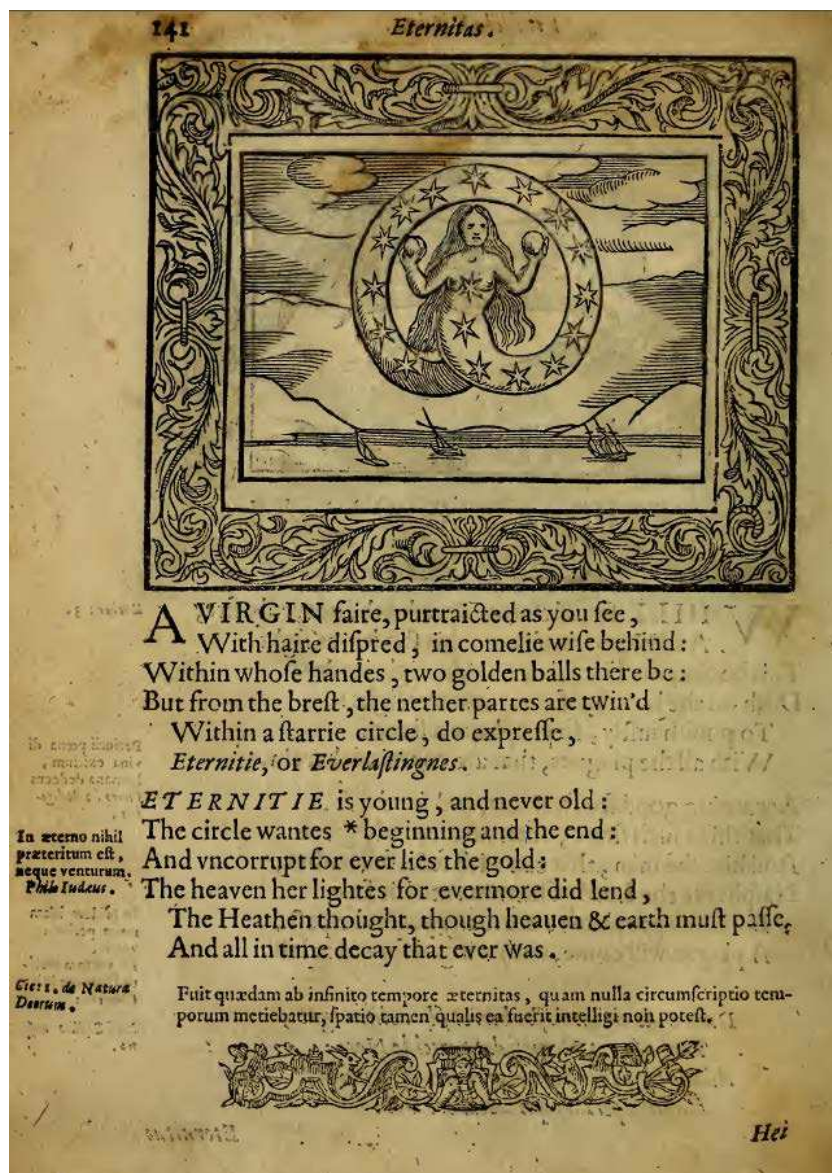 141 Eternitas.
A VIRGIN faire, purtraicted as you ſee,
With haire diſpred, in comelie wiſe behind:
Within whoſe handes, two golden balls there be:
But from the breſt, the nether partes are twin'd
Within a ſtarrie circle, do expreſſe,
Eternitie, or Everlaſtingnes.
ETERNITIE is young, and never old:
The circle wantes * beginning and the end:
And vncorrupt for ever lies the gold:
The heaven her lightes for evermore did lend,
The Heathen thought, though heauen & earth muſt paſſe,
And all in time decay that ever was.
In æterno nihil
præteritum eſt,
neque venturum.
Philo Iudæus.
Fuit quædam ab infinito tempore æternitas, quam nulla circumſcriptio tem-
porum metiebatur, ſpatio tamen qualis ea fuerit intelligi non poteſt.
de Natura
Deorum.
Hei